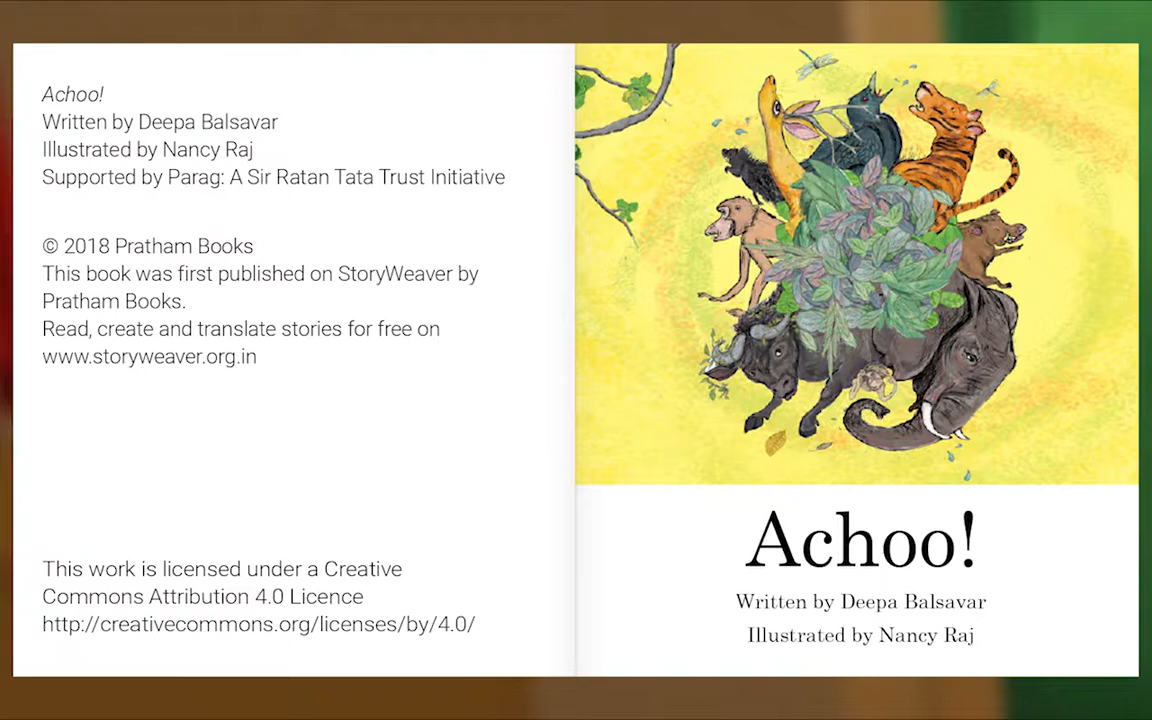 Achoo!
Written by Deepa Balsavar
Illustrated by Nancy Raj
Supported by Parag: A Sir Ratan Tata Trust Initiative
© 2018 Pratham Books
This book was first published on StoryWeaver by
Pratham Books.
Read, create and translate stories for free on
www.storyweaver.org.in
This work is licensed under a Creative
Commons Attribution 4.0 Licence
http://creativecommons.org/licenses/by/4.0/
Achoo!
Written by Deepa Balsavar
Illustrated by Nancy Raj